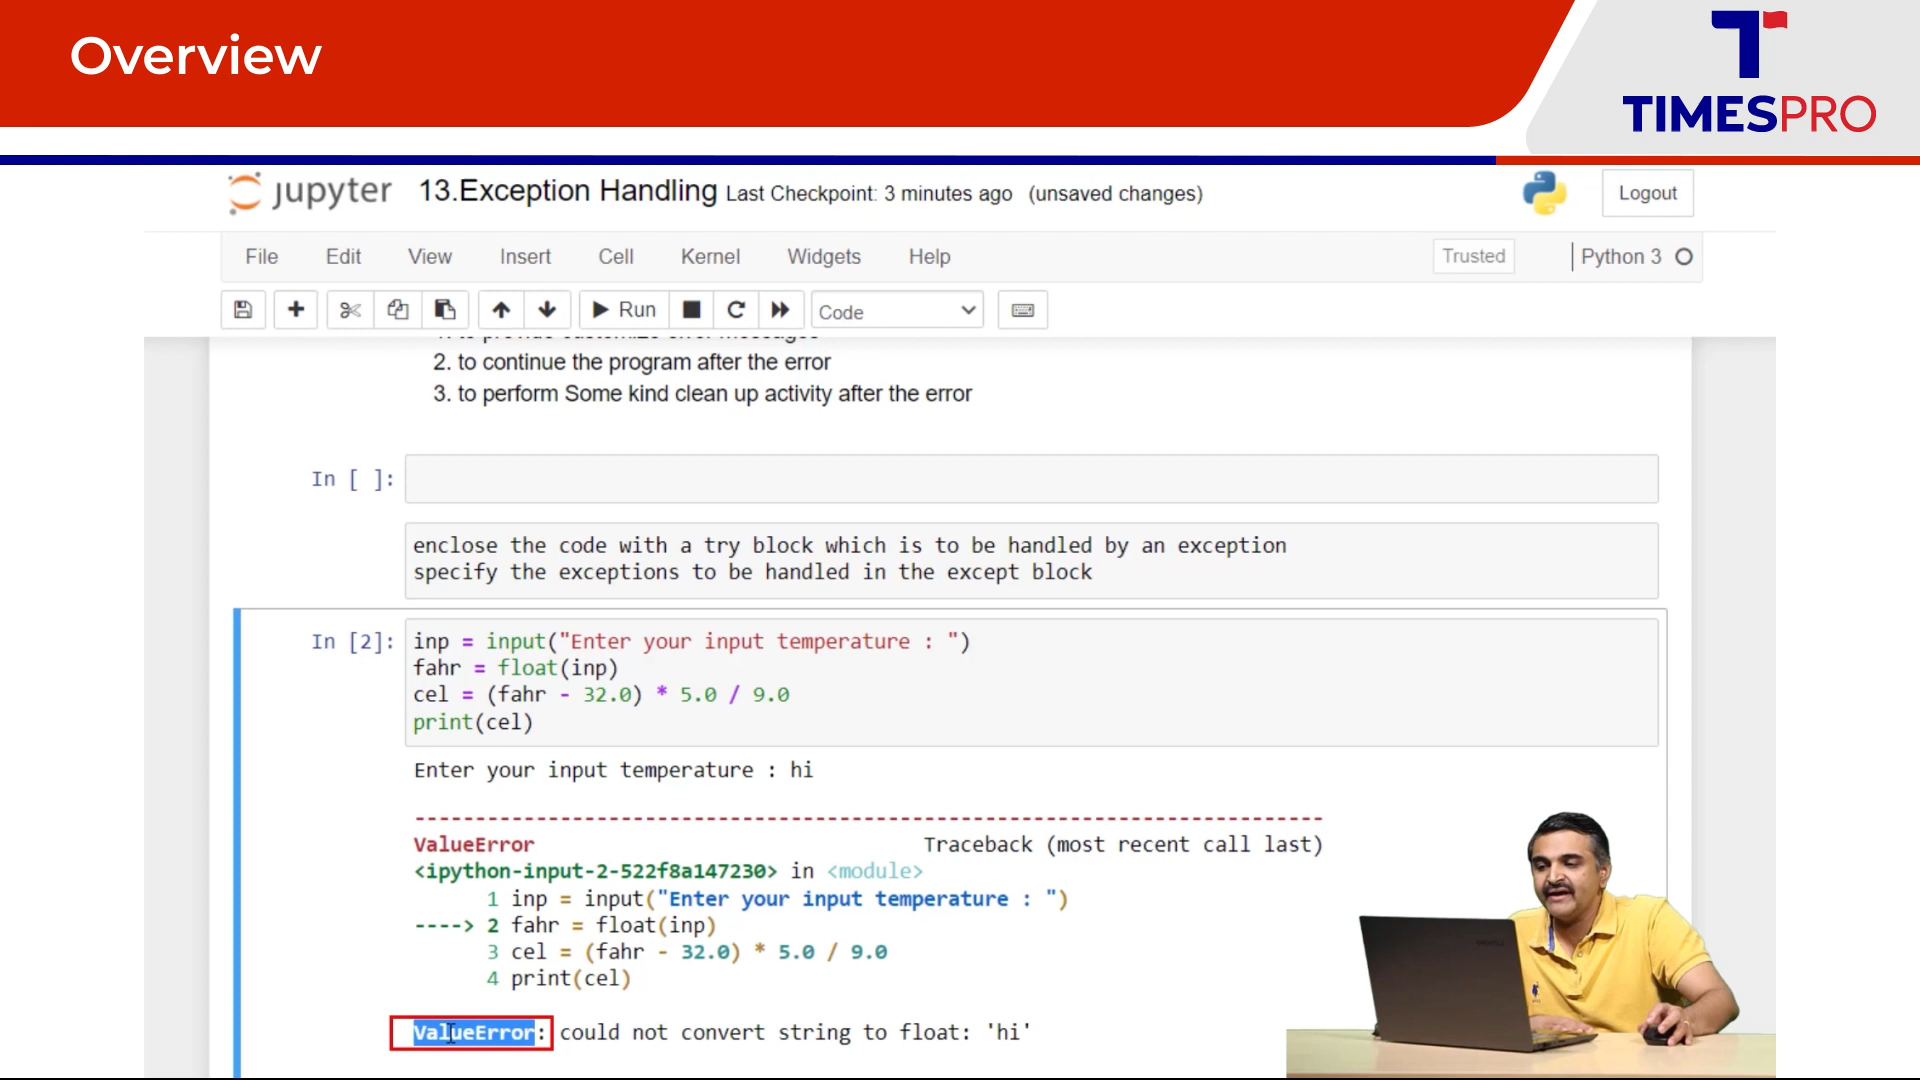 Overview
TIMESPRO
jupyter 13.Exception Handling Last Checkpoint: 3 minutes ago (unsaved changes)
Logout
File Edit View Insert Cell Kernel Widgets Help
Trusted
Python 3
Run
Code
1. to provide customize error messages
2. to continue the program after the error
3. to perform Some kind clean up activity after the error
In [ ]:
enclose the code with a try block which is to be handled by an exception
specify the exceptions to be handled in the except block
In [2]: inp = input("Enter your input temperature : ")
fahr = float(inp)
cel = (fahr - 32.0) * 5.0 / 9.0
print(cel)
Enter your input temperature : hi
---------------------------------------------------------------------------
ValueError Traceback (most recent call last)
<ipython-input-2-522f8a147230> in <module>
1 inp = input("Enter your input temperature : ")
----> 2 fahr = float(inp)
3 cel = (fahr - 32.0) * 5.0 / 9.0
4 print(cel)
ValueError: could not convert string to float: 'hi'